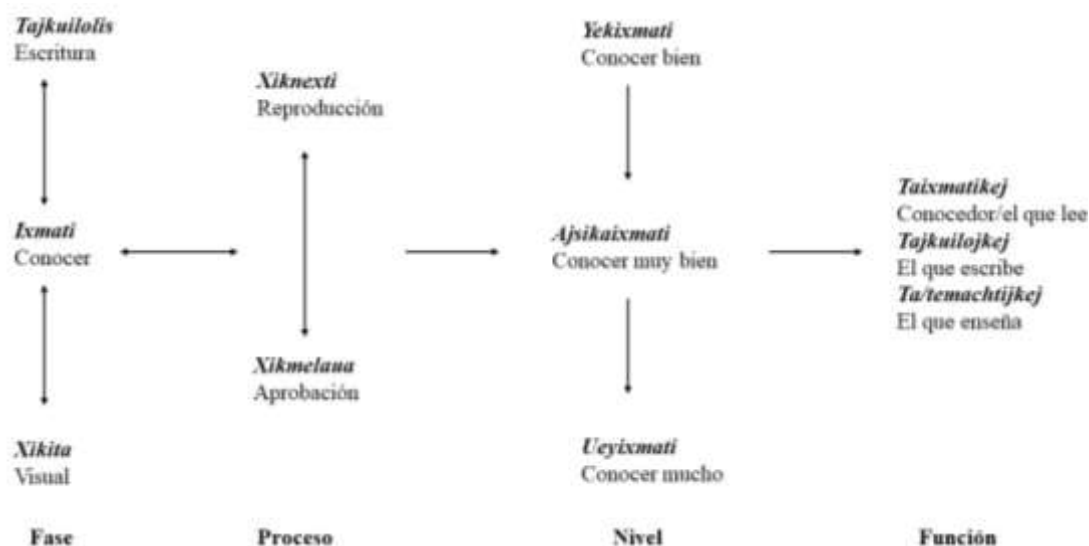 Tajkuilolis
Escritura
Ixmati
Conocer
Xikita
Visual
Fase
Xiknexti
Reproducción
Xikmelaua
Aprobación
Proceso
Yekixmati
Conocer bien
Ajsikaixmati
Conocer muy bien
Ueyixmati
Conocer mucho
Nivel
Taixmatikej
Conocedor/el que lee
Tajkuilojkej
El que escribe
Ta/temachtijkej
El que enseña
Función